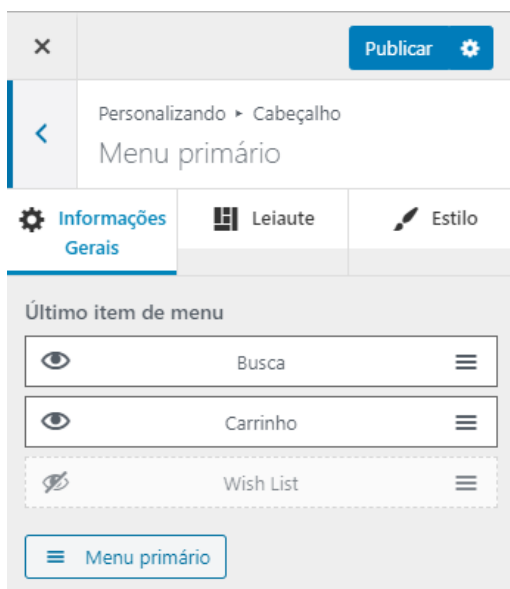 Publicar
Personalizando ▸ Cabeçalho
Menu primário
Informações
Gerais
Leiaute
Estilo
Último item de menu
Busca
Carrinho
Wish List
Menu primário